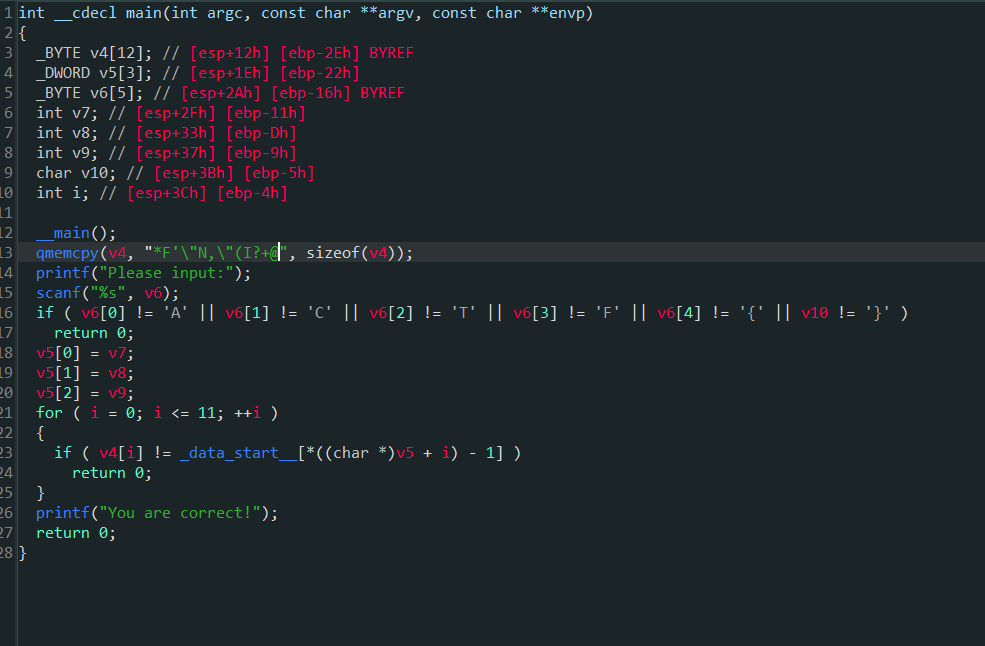 1 int __cdecl main(int argc, const char **argv, const char **envp)
2 {
3 _BYTE v4[12]; // [esp+12h] [ebp-2Eh] BYREF
4 _DWORD v5[3]; // [esp+1Eh] [ebp-22h]
5 _BYTE v6[5]; // [esp+2Ah] [ebp-16h] BYREF
6 int v7; // [esp+2Fh] [ebp-11h]
7 int v8; // [esp+33h] [ebp-Dh]
8 int v9; // [esp+37h] [ebp-9h]
9 char v10; // [esp+3Bh] [ebp-5h]
10 int i; // [esp+3Ch] [ebp-4h]
11
12 __main();
13 qmemcpy(v4, "*F'\"N,\"(I?+@", sizeof(v4));
14 printf("Please input:");
15 scanf("%s", v6);
16 if ( v6[0] != 'A' || v6[1] != 'C' || v6[2] != 'T' || v6[3] != 'F' || v6[4] != '{' || v10 != '}' )
17 return 0;
18 v5[0] = v7;
19 v5[1] = v8;
20 v5[2] = v9;
21 for ( i = 0; i <= 11; ++i )
22 {
23 if ( v4[i] != _data_start__[*((char *)v5 + i) - 1] )
24 return 0;
25 }
26 printf("You are correct!");
27 return 0;
28 }